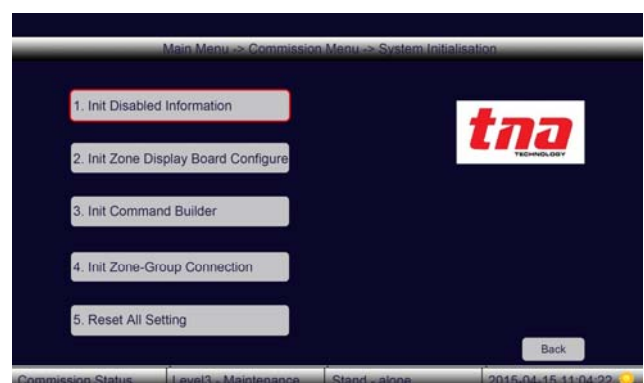 Main Menu -> Commission Menu -> System Initialisation
1. Init Disabled Information
tna
TECHNOLOGY
2. Init Zone Display Board Configure
3. Init Command Builder
4. Init Zone-Group Connection
5. Reset All Setting
Back
Commission Status Level3 - Maintenance Stand - alone 2015-04-15 11:04:22